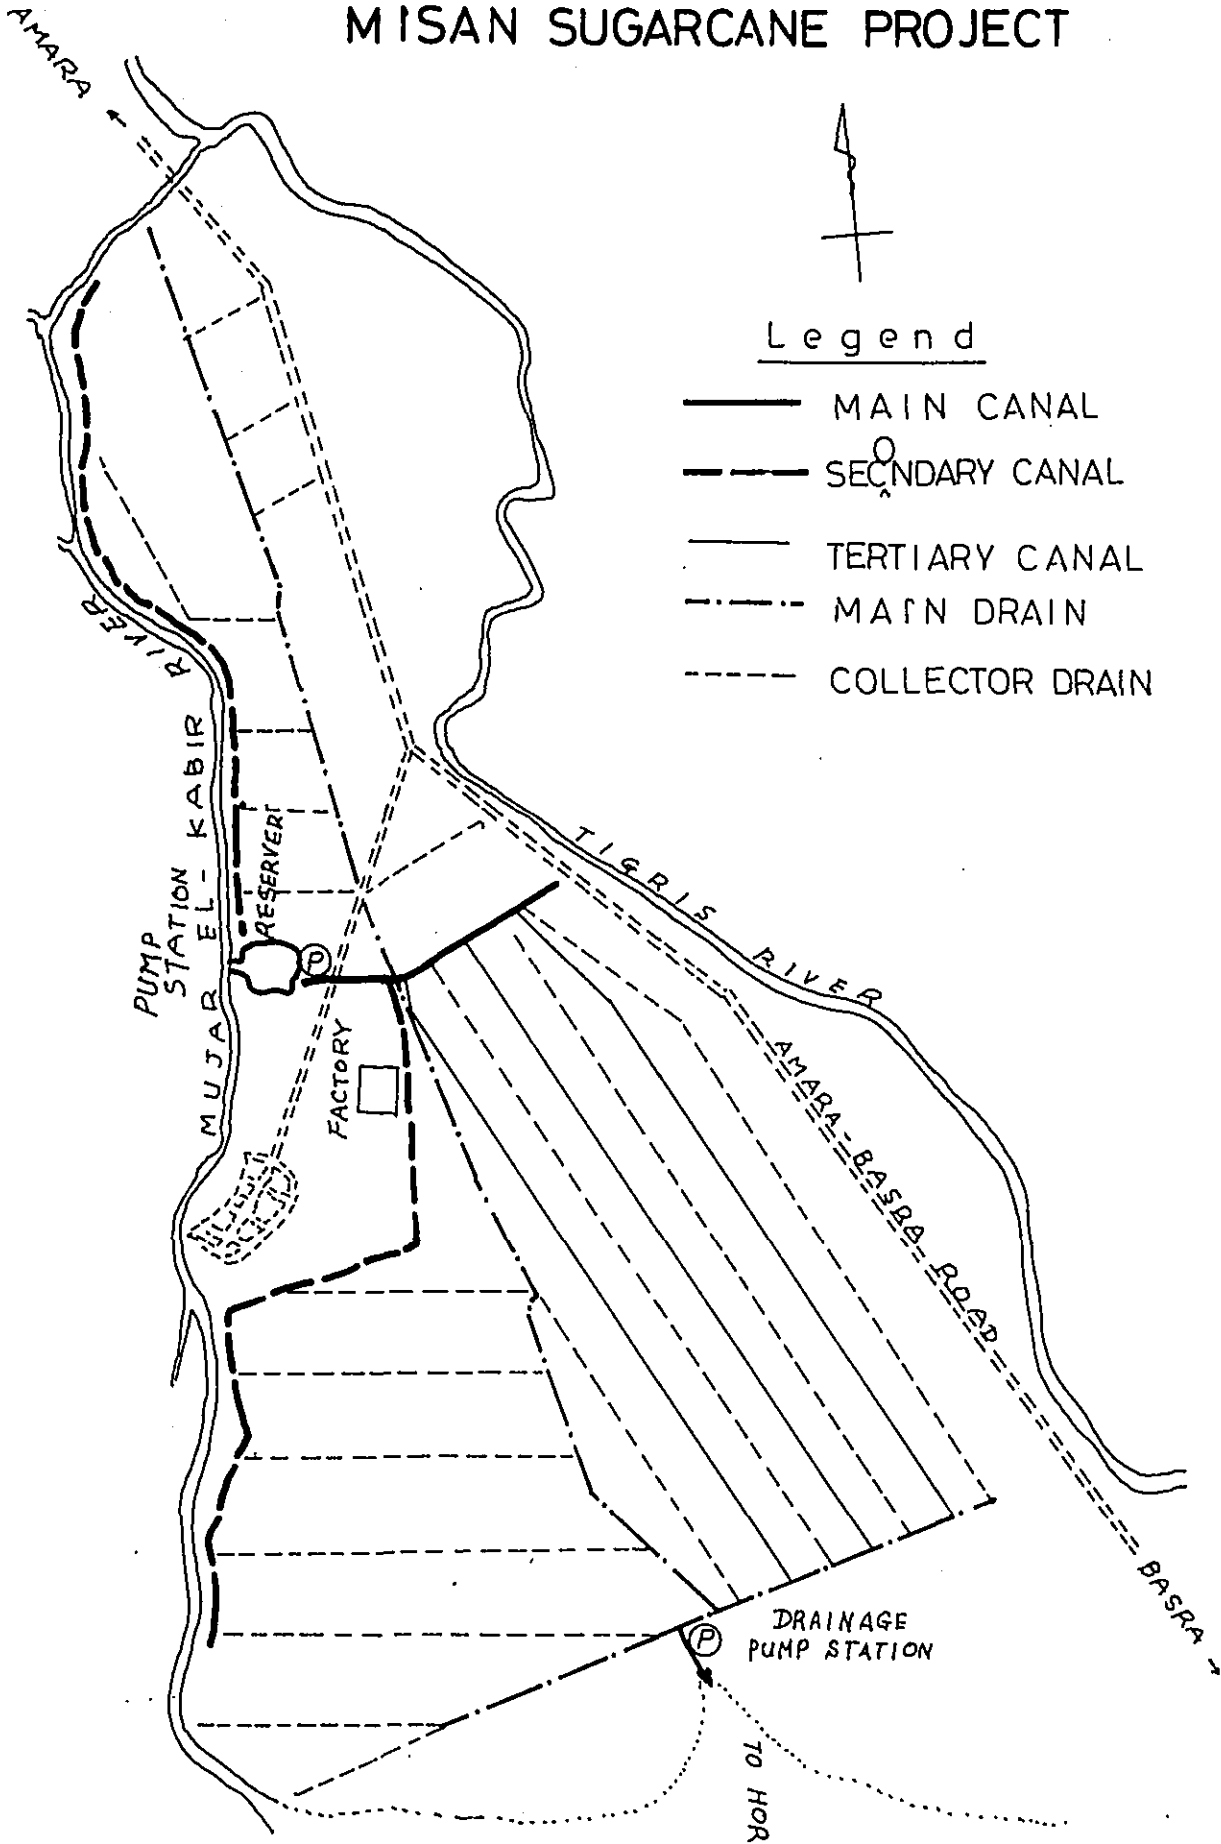 MISAN SUGARCANE PROJECT
AMARA
Legend
MAIN CANAL
SECONDARY CANAL
TERTIARY CANAL
MAIN DRAIN
COLLECTOR DRAIN
MUJAR EL-KABIR RIVER
PUMP
STATION
RESERVERI
P
FACTORY
TIGRIS RIVER
AMARA-BASRA ROAD
BASRA
P
DRAINAGE
PUMP STATION
TO HOR